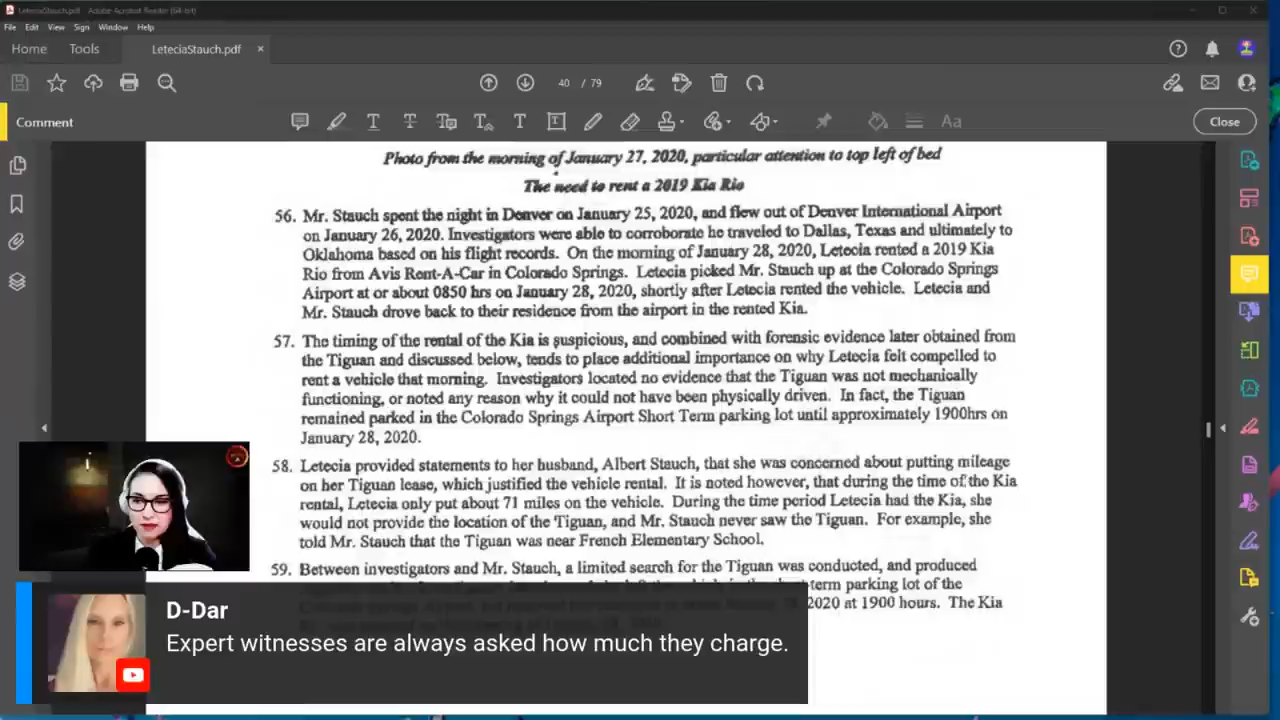 LeteciaStauch.pdf - Adobe Acrobat Reader (64-bit)
File Edit View Sign Window Help
Home Tools LeteciaStauch.pdf ×
40 / 79
Comment
Close
Photo from the morning of January 27, 2020, particular attention to top left of bed
The need to rent a 2019 Kia Rio
56. Mr. Stauch spent the night in Denver on January 25, 2020, and flew out of Denver International Airport
on January 26, 2020. Investigators were able to corroborate he traveled to Dallas, Texas and ultimately to
Oklahoma based on his flight records. On the morning of January 28, 2020, Letecia rented a 2019 Kia
Rio from Avis Rent-A-Car in Colorado Springs. Letecia picked Mr. Stauch up at the Colorado Springs
Airport at or about 0850 hrs on January 28, 2020, shortly after Letecia rented the vehicle. Letecia and
Mr. Stauch drove back to their residence from the airport in the rented Kia.
57. The timing of the rental of the Kia is suspicious, and combined with forensic evidence later obtained from
the Tiguan and discussed below, tends to place additional importance on why Letecia felt compelled to
rent a vehicle that morning. Investigators located no evidence that the Tiguan was not mechanically
functioning, or noted any reason why it could not have been physically driven. In fact, the Tiguan
remained parked in the Colorado Springs Airport Short Term parking lot until approximately 1900hrs on
January 28, 2020.
58. Letecia provided statements to her husband, Albert Stauch, that she was concerned about putting mileage
on her Tiguan lease, which justified the vehicle rental. It is noted however, that during the time of the Kia
rental, Letecia only put about 71 miles on the vehicle. During the time period Letecia had the Kia, she
would not provide the location of the Tiguan, and Mr. Stauch never saw the Tiguan. For example, she
told Mr. Stauch that the Tiguan was near French Elementary School.
59. Between investigators and Mr. Stauch, a limited search for the Tiguan was conducted, and produced
term parking lot of the
2020 at 1900 hours. The Kia
D-Dar
Expert witnesses are always asked how much they charge.